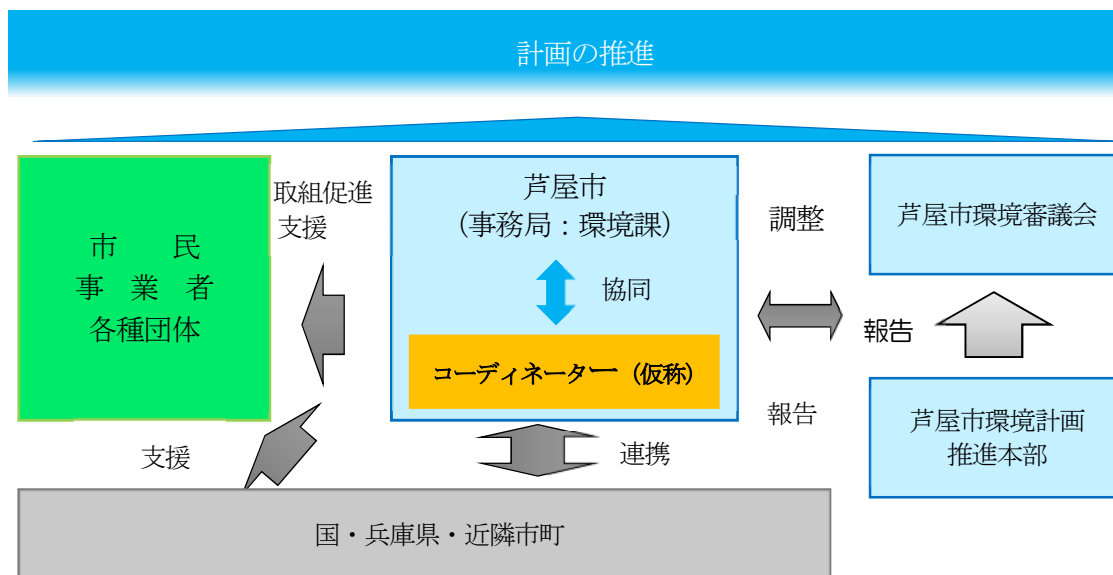 計画の推進
市　　民
事　業　者
各種団体
取組促進
支援
芦屋市
（事務局：環境課）
協同
コーディネーター（仮称）
調整
報告
芦屋市環境審議会
報告
芦屋市環境計画
推進本部
支援
連携
国・兵庫県・近隣市町